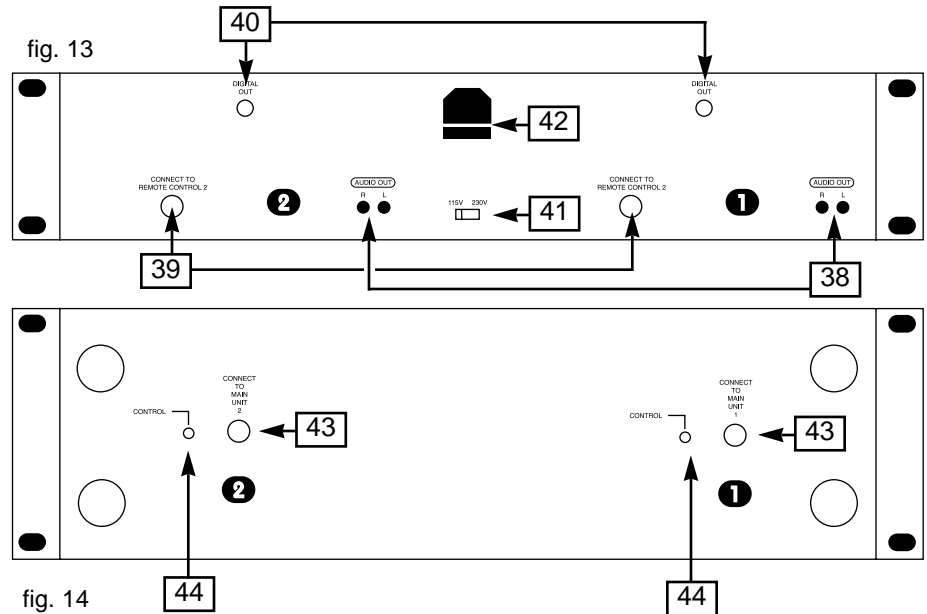 40
fig. 13
DIGITAL
OUT
DIGITAL
OUT
42
CONNECT TO
REMOTE CONTROL 2
2
AUDIO OUT
R L
115V 230V
41
CONNECT TO
REMOTE CONTROL 2
1
AUDIO OUT
R L
39
38
CONNECT
TO
MAIN
UNIT
2
CONTROL
43
2
CONNECT
TO
MAIN
UNIT
1
CONTROL
43
1
fig. 14
44
44